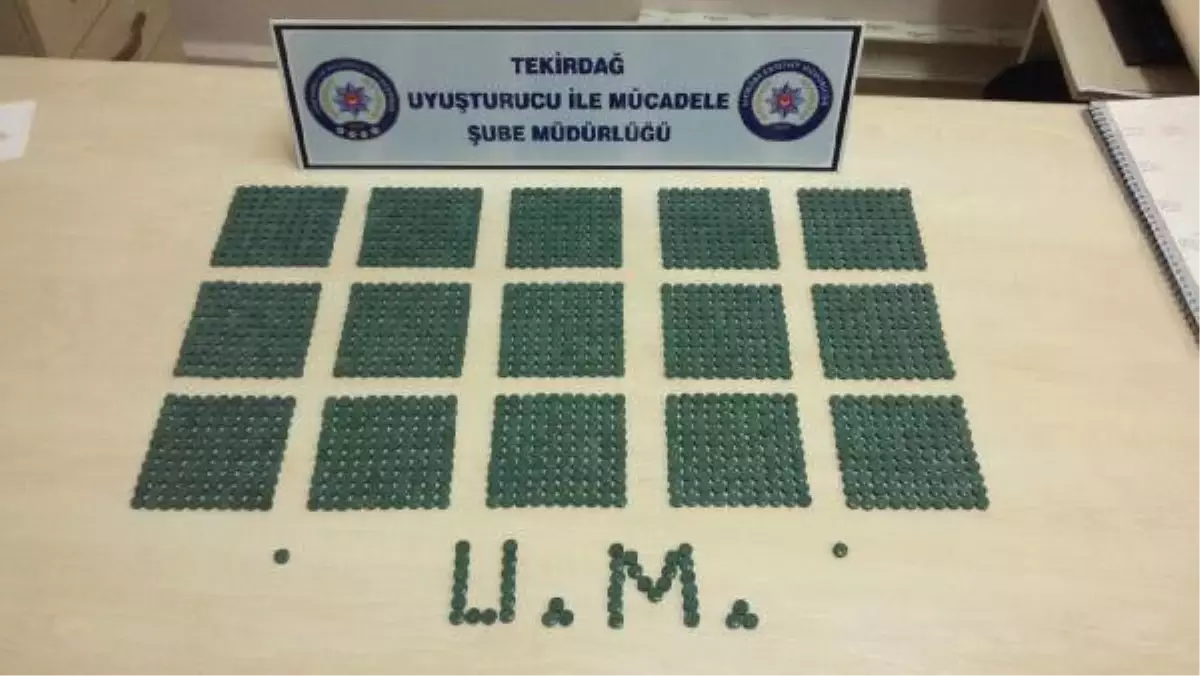 TEKİRDAĞ
UYUŞTURUCU İLE MÜCADELE
ŞUBE MÜDÜRLÜĞÜ
U.M.